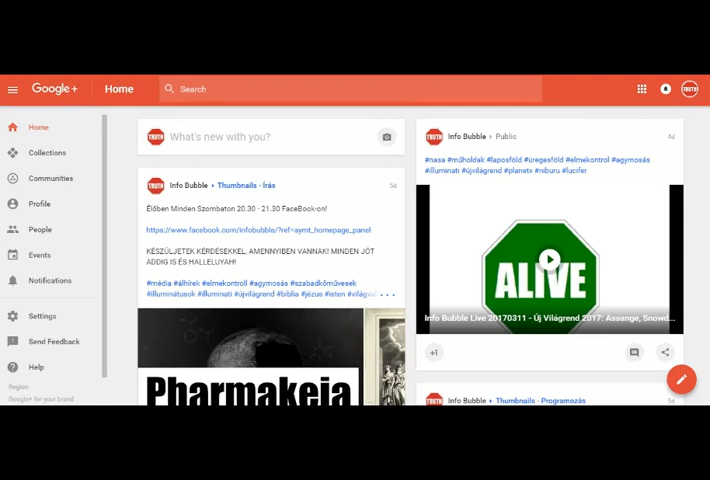 Google+
Home
Search
TRUTH
Home
Collections
Communities
Profile
People
Events
Notifications
Settings
Send Feedback
Help
Region
Google+ for your brand
TRUTH
What's new with you?
TRUTH
Info Bubble
Thumbnails - Írás
5d
Élőben Minden Szombaton 20.30 - 21.30 FaceBook-on!
https://www.facebook.com/infobubble/?ref=aymt_homepage_panel
KÉSZÜLJETEK KÉRDÉSEKKEL, AMENNYIBEN VANNAK! MINDEN JÓT
ÁDDIG IS ÉS HALLELUYAH!
#média #álhírek #elmekontroll #agymosás #szabadkőművesek
#illuminátusok #illuminati #újvilágrend #biblia #jézus #isten
Pharmakeia
TRUTH
Info Bubble
Public
#nasa #műholdak #laposföld #üregesföld #elmekontrol #agymosás
#illuminati #újvilágrend #planetx #niburu #lucifer
ALIVE
Info Bubble Live 20170311 - Új Világrend 2017: Assange, Snowd...
+1
TRUTH
Info Bubble
Thumbnails - Programozás
5d